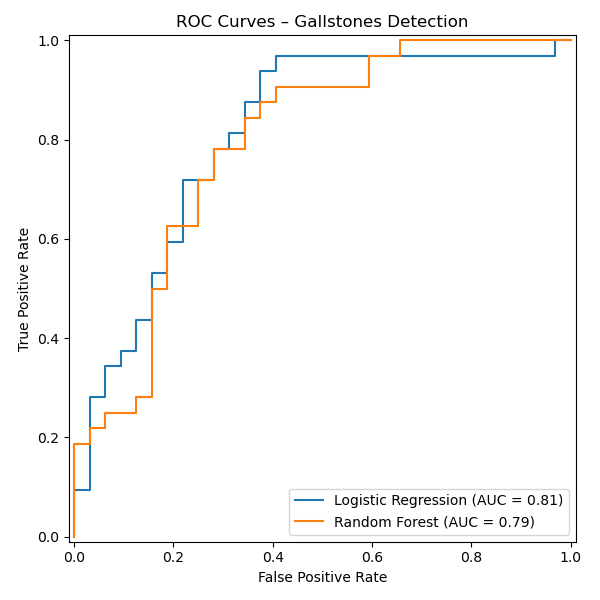 ROC Curves – Gallstones Detection
1.0
0.8
0.6
0.4
0.2
0.0
True Positive Rate
Logistic Regression (AUC = 0.81)
Random Forest (AUC = 0.79)
0.0 0.2 0.4 0.6 0.8 1.0
False Positive Rate